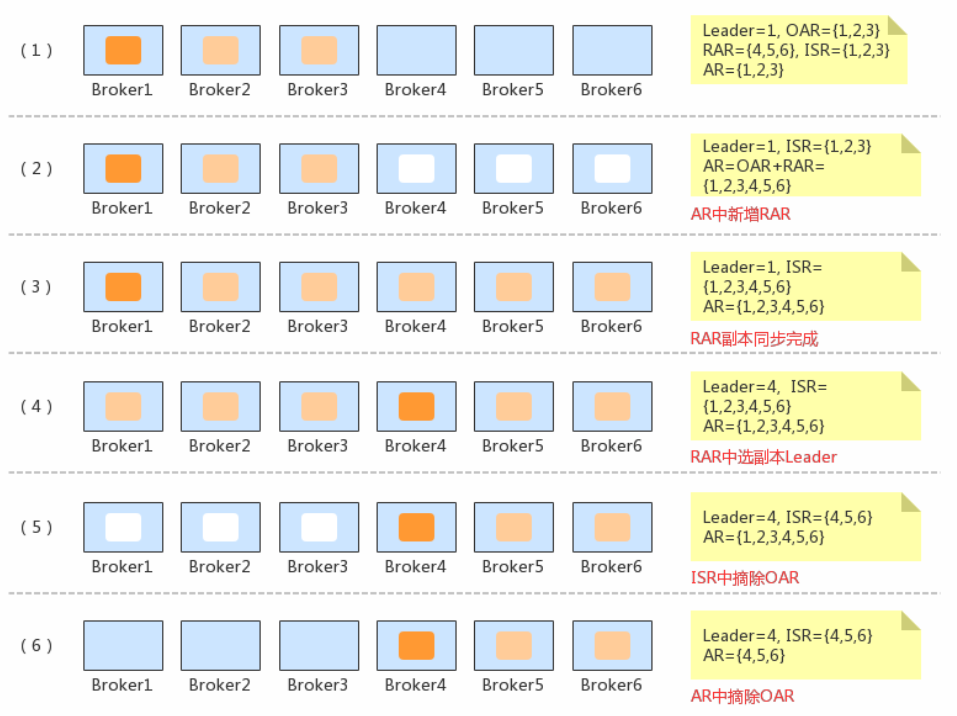 (1)
Broker1 Broker2 Broker3 Broker4 Broker5 Broker6
Leader=1, OAR={1,2,3}
RAR={4,5,6}, ISR={1,2,3}
AR={1,2,3}
(2)
Broker1 Broker2 Broker3 Broker4 Broker5 Broker6
Leader=1, ISR={1,2,3}
AR=OAR+RAR=
{1,2,3,4,5,6}
AR中新增RAR
(3)
Broker1 Broker2 Broker3 Broker4 Broker5 Broker6
Leader=1, ISR=
{1,2,3,4,5,6}
AR={1,2,3,4,5,6}
RAR副本同步完成
(4)
Broker1 Broker2 Broker3 Broker4 Broker5 Broker6
Leader=4, ISR=
{1,2,3,4,5,6}
AR={1,2,3,4,5,6}
RAR中选副本Leader
(5)
Broker1 Broker2 Broker3 Broker4 Broker5 Broker6
Leader=4, ISR={4,5,6}
AR={1,2,3,4,5,6}
ISR中摘除OAR
(6)
Broker1 Broker2 Broker3 Broker4 Broker5 Broker6
Leader=4, ISR={4,5,6}
AR={4,5,6}
AR中摘除OAR